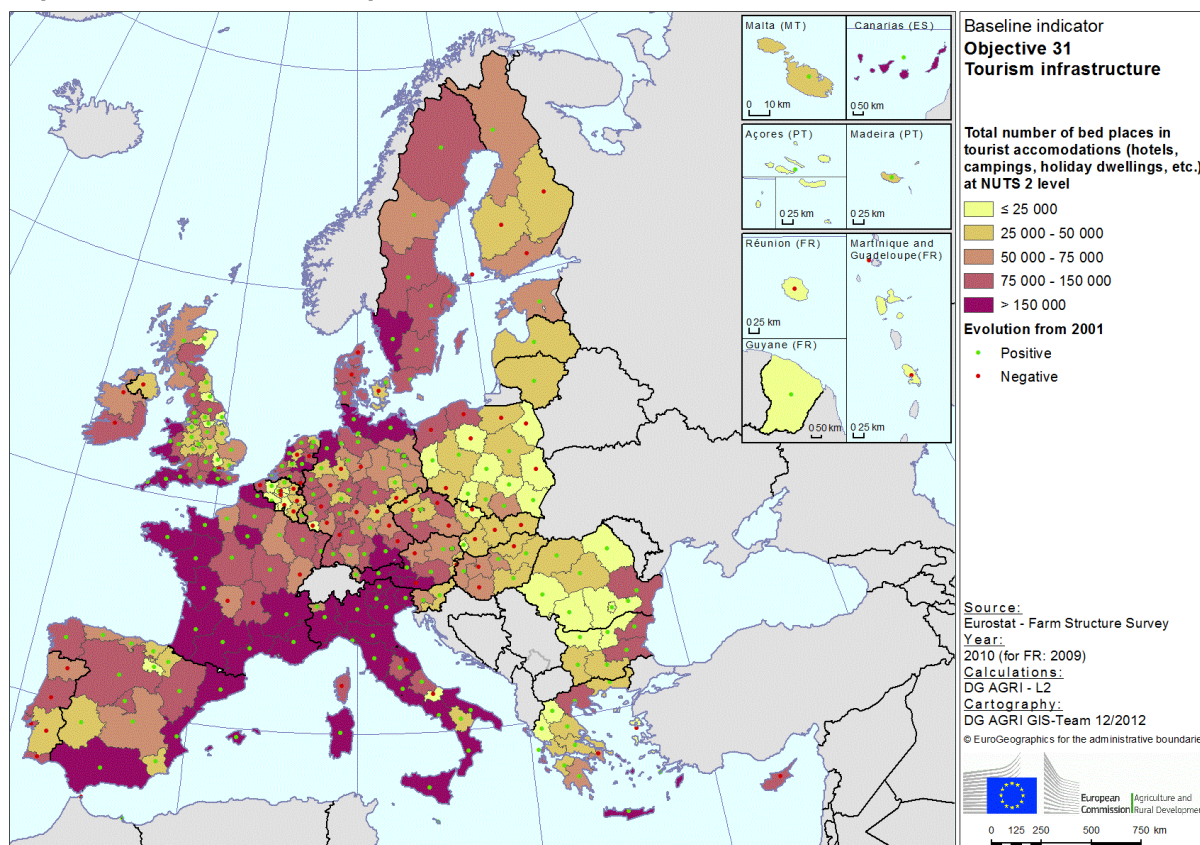 Malta (MT)
0 10 km
Canarias (ES)
0 50 km
Açores (PT)
0 25 km
Madeira (PT)
0 25 km
Réunion (FR)
0 25 km
Martinique and
Guadeloupe(FR)
0 25 km
Guyane (FR)
0 50 km
Baseline indicator
Objective 31
Tourism infrastructure
Total number of bed places in
tourist accomodations (hotels,
campings, holiday dwellings, etc.)
at NUTS 2 level
≤ 25 000
25 000 - 50 000
50 000 - 75 000
75 000 - 150 000
> 150 000
Evolution from 2001
Positive
Negative
Source:
Eurostat - Farm Structure Survey
Year:
2010 (for FR: 2009)
Calculations:
DG AGRI - L2
Cartography:
DG AGRI GIS-Team 12/2012
© EuroGeographics for the administrative boundarie
European
Commission
Agriculture and
Rural Developmen
0 125 250 500 750 km